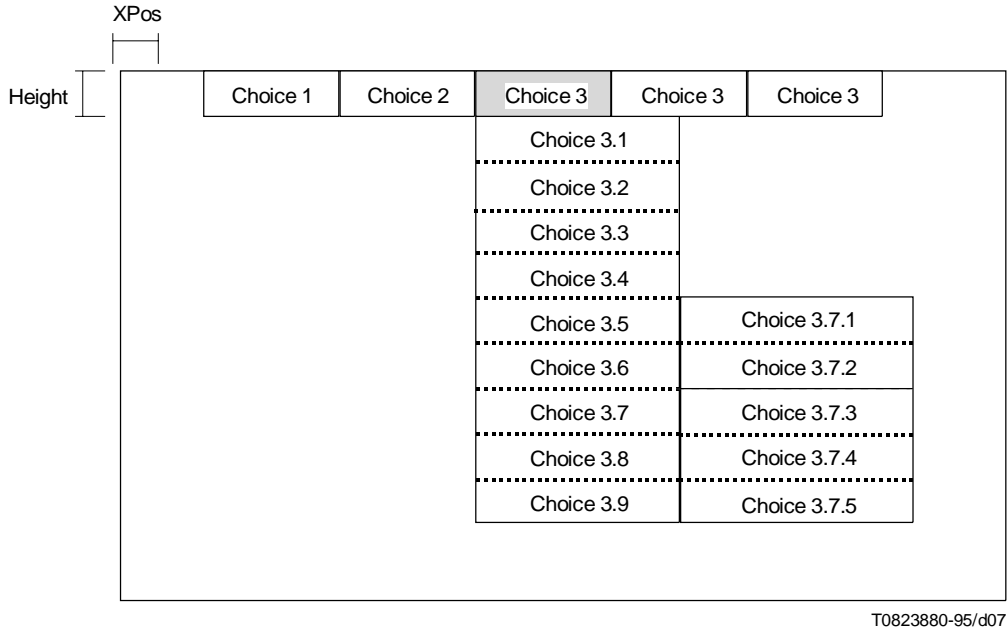 XPos
Height
Choice 1 Choice 2 Choice 3 Choice 3 Choice 3
Choice 3.1
Choice 3.2
Choice 3.3
Choice 3.4
Choice 3.5 Choice 3.7.1
Choice 3.6 Choice 3.7.2
Choice 3.7 Choice 3.7.3
Choice 3.8 Choice 3.7.4
Choice 3.9 Choice 3.7.5
T0823880-95/d07